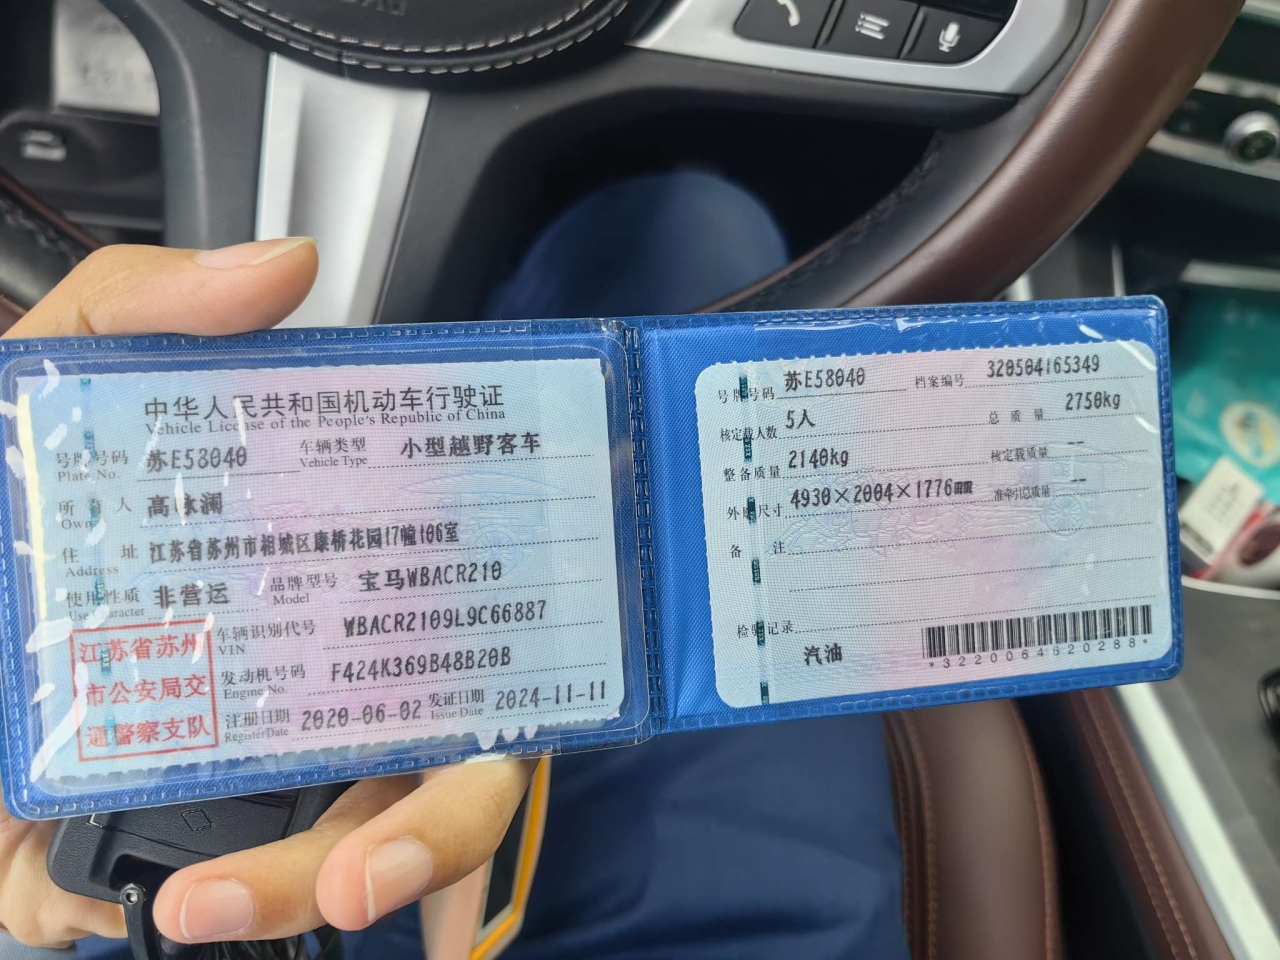 中华人民共和国机动车行驶证
Vehicle License of the People's Republic of China
号牌号码 苏E58040 车辆类型 小型越野客车
Plate No. Vehicle Type
所有人 高咏澜
Own
住 址 江苏省苏州市相城区康桥花园17幢106室
Address
使用性质 非营运 品牌型号 宝马WBACR210
Use Character Model
江苏省苏州
市公安局交
通警察支队
车辆识别代号 WBACR2109L9C66887
VIN
发动机号码 F424K369B48B20B
Engine No.
注册日期 2020-06-02 发证日期 2024-11-11
Register Date Issue Date
号牌号码 苏E58040 档案编号 320504165349
核定载人数 5人 总质量 2750kg
整备质量 2140kg 核定载质量 --
外廓尺寸 4930×2004×1776mm 准牵引总质量 --
备 注
检验记录
汽油
*3220064620288*